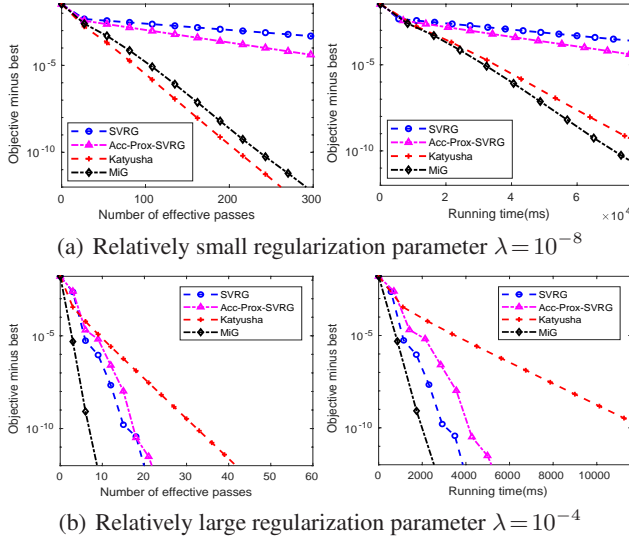 Objective minus best
10^-5
10^-10
SVRG
Acc-Prox-SVRG
Katyusha
MiG
0 100 200 300
Number of effective passes
Objective minus best
10^-5
10^-10
SVRG
Acc-Prox-SVRG
Katyusha
MiG
0 2 4 6
Running time(ms) ×10
(a) Relatively small regularization parameter λ=10^-8
Objective minus best
10^-5
10^-10
SVRG
Acc-Prox-SVRG
Katyusha
MiG
0 10 20 30 40 50 60
Number of effective passes
Objective minus best
10^-5
10^-10
SVRG
Acc-Prox-SVRG
Katyusha
MiG
0 2000 4000 6000 8000 10000
Running time(ms)
(b) Relatively large regularization parameter λ=10^-4